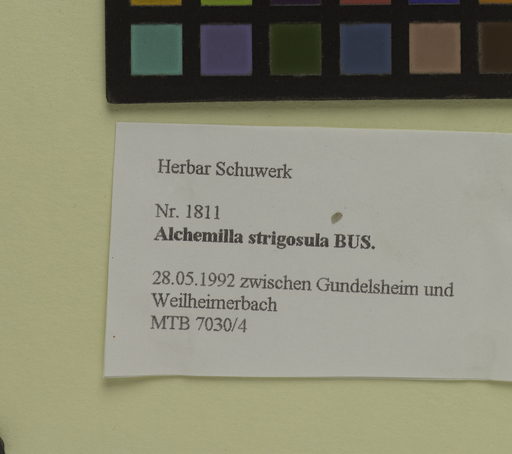 Herbar Schuwerk
Nr. 1811
Alchemilla strigosula BUS.
28.05.1992 zwischen Gundelsheim und
Weilheimerbach
MTB 7030/4